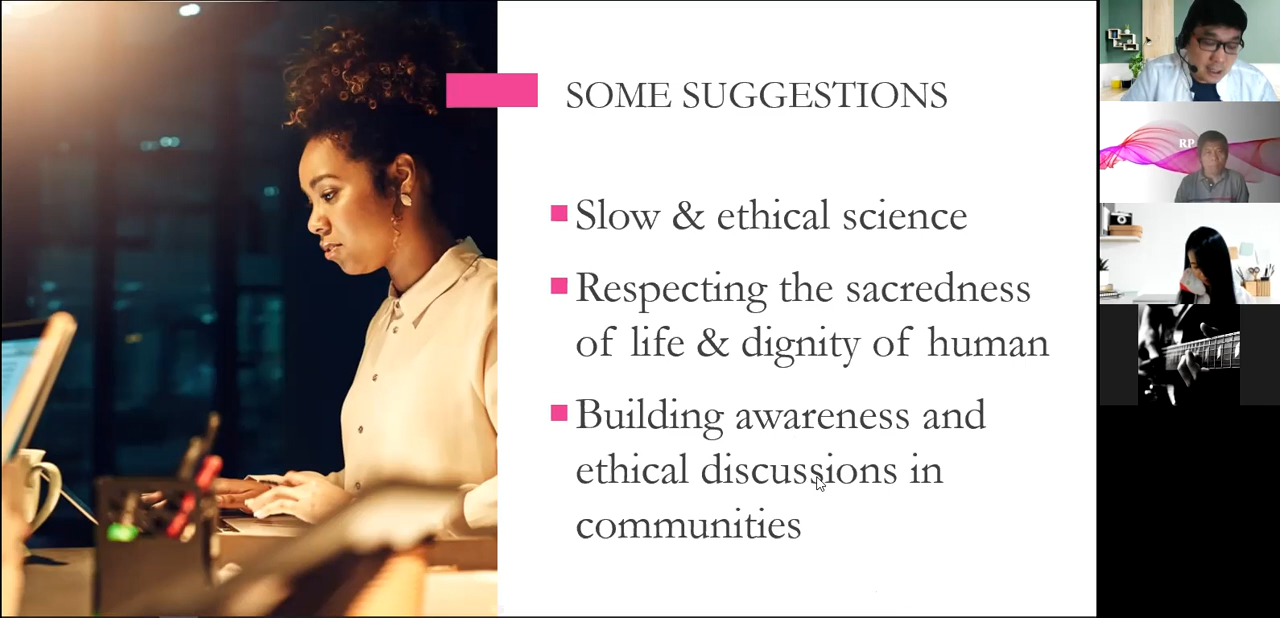 SOME SUGGESTIONS
Slow & ethical science
Respecting the sacredness
of life & dignity of human
Building awareness and
ethical discussions in
communities
RP